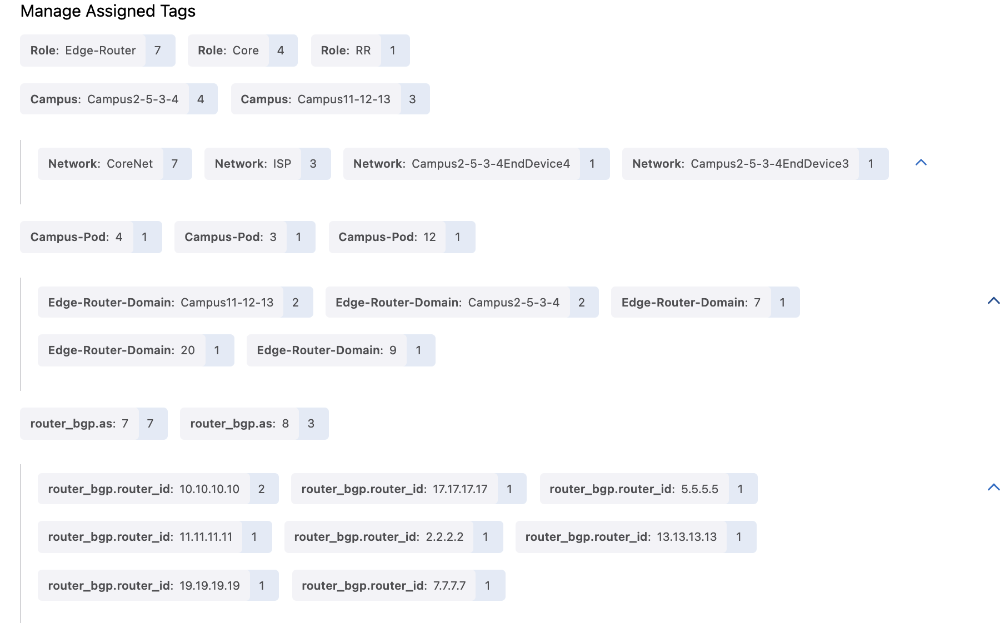 Manage Assigned Tags
Role: Edge-Router 7 Role: Core 4 Role: RR 1
Campus: Campus2-5-3-4 4 Campus: Campus11-12-13 3
Network: CoreNet 7 Network: ISP 3 Network: Campus2-5-3-4EndDevice4 1 Network: Campus2-5-3-4EndDevice3 1
Campus-Pod: 4 1 Campus-Pod: 3 1 Campus-Pod: 12 1
Edge-Router-Domain: Campus11-12-13 2 Edge-Router-Domain: Campus2-5-3-4 2 Edge-Router-Domain: 7 1
Edge-Router-Domain: 20 1 Edge-Router-Domain: 9 1
router_bgp.as: 7 7 router_bgp.as: 8 3
router_bgp.router_id: 10.10.10.10 2 router_bgp.router_id: 17.17.17.17 1 router_bgp.router_id: 5.5.5.5 1
router_bgp.router_id: 11.11.11.11 1 router_bgp.router_id: 2.2.2.2 1 router_bgp.router_id: 13.13.13.13 1
router_bgp.router_id: 19.19.19.19 1 router_bgp.router_id: 7.7.7.7 1